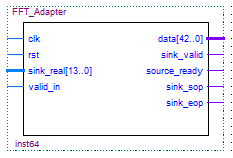 FFT_Adapter
clk data[42..0]
rst sink_valid
sink_real[13..0] source_ready
valid_in sink_sop
sink_eop
inst64